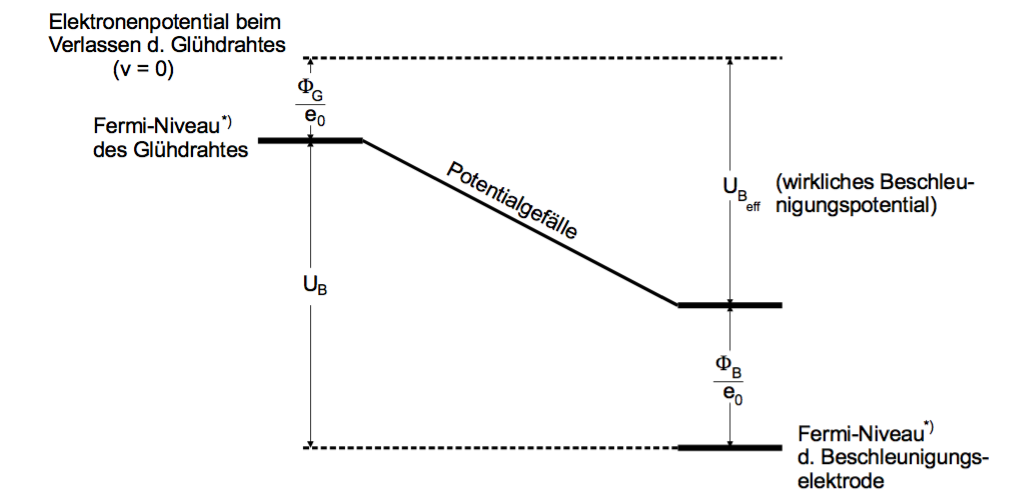 Elektronenpotential beim
Verlassen d. Glühdrahtes
(v = 0)
Φ_G
e_0
Fermi-Niveau*)
des Glühdrahtes
Potentialgefälle
U_B_eff
(wirkliches Beschleu-
nigungspotential)
U_B
Φ_B
e_0
Fermi-Niveau*)
d. Beschleunigungs-
elektrode